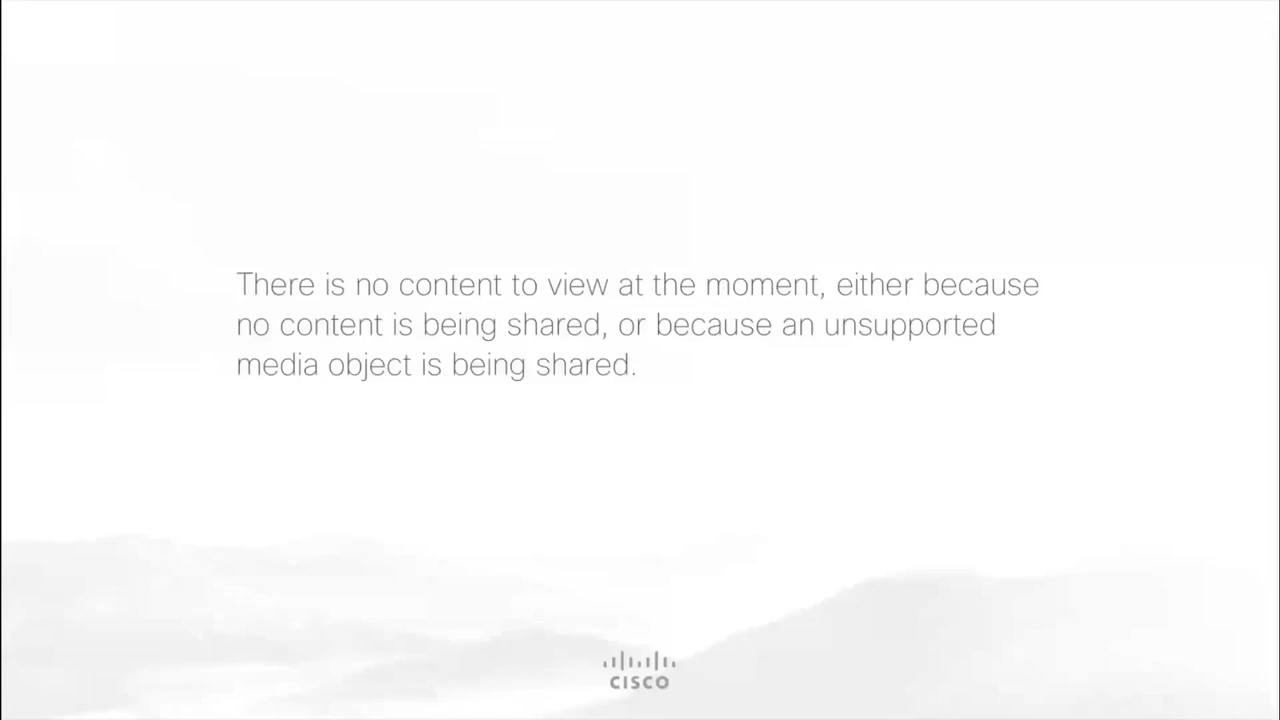 There is no content to view at the moment, either because
no content is being shared, or because an unsupported
media object is being shared.
CISCO